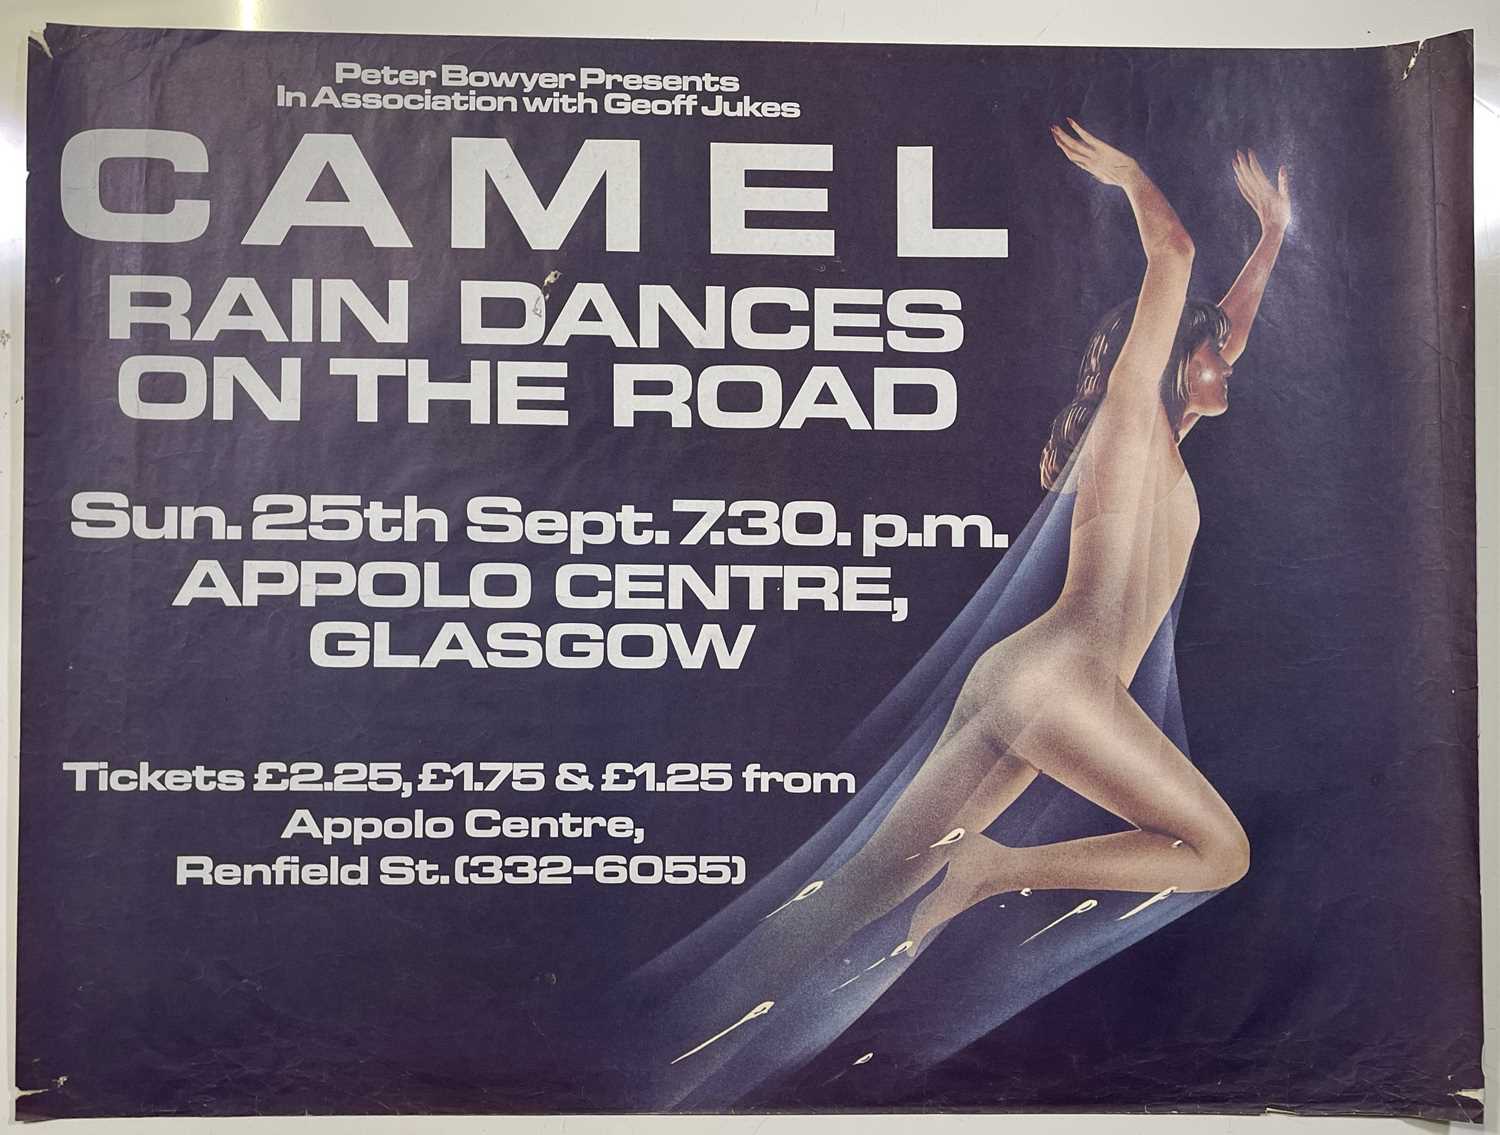 Peter Bowyer Presents
In Association with Geoff Jukes
CAMEL
RAIN DANCES
ON THE ROAD
Sun. 25th Sept. 7.30. p.m.
APPOLO CENTRE,
GLASGOW
Tickets £2.25, £1.75 & £1.25 from
Appolo Centre,
Renfield St. (332-6055)